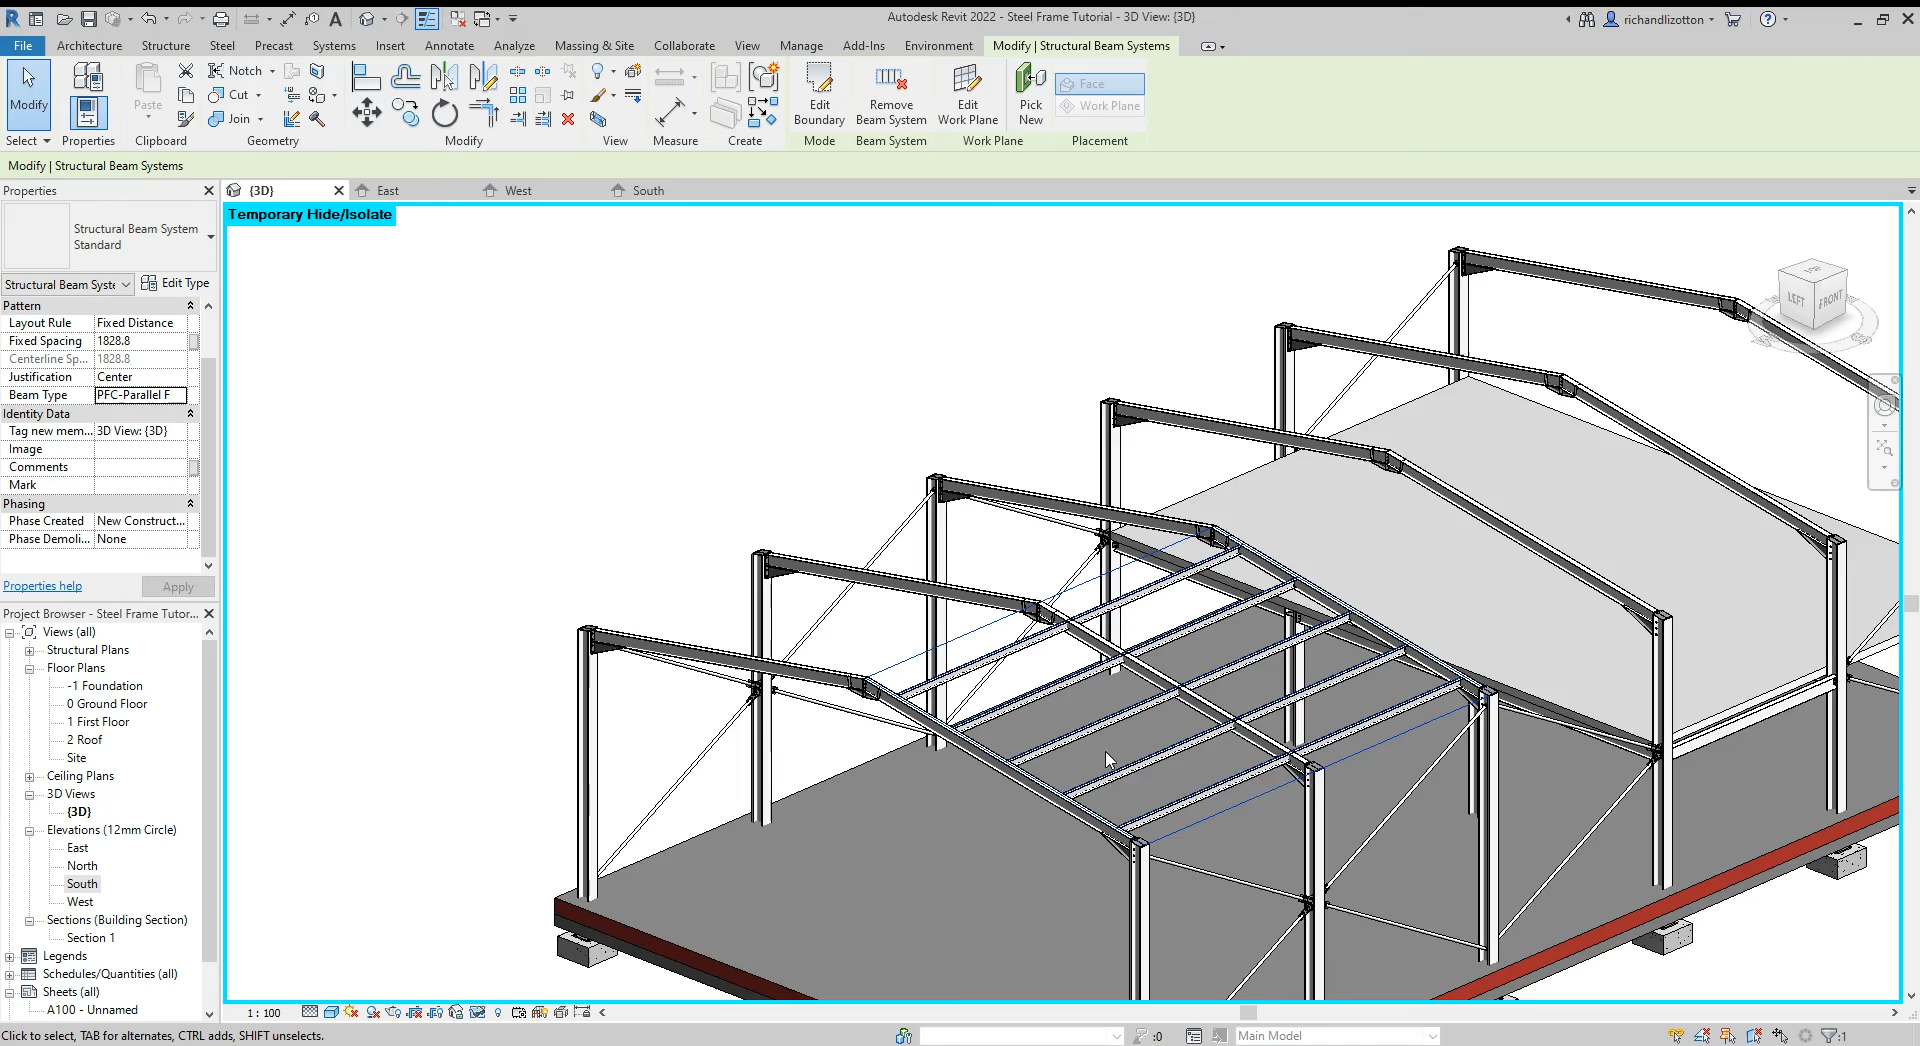 Autodesk Revit 2022 - Steel Frame Tutorial - 3D View: {3D}
richandlizotton
File Architecture Structure Steel Precast Systems Insert Annotate Analyze Massing & Site Collaborate View Manage Add-Ins Environment Modify | Structural Beam Systems
Modify
Paste
Notch
Cut
Join
Edit Boundary
Remove Beam System
Edit Work Plane
Pick New
Face
Work Plane
Select Properties Clipboard Geometry Modify View Measure Create Mode Beam System Work Plane Placement
Modify | Structural Beam Systems
Properties
{3D} East West South
Temporary Hide/Isolate
Structural Beam System
Standard
Structural Beam Syste
Edit Type
Pattern
Layout Rule Fixed Distance
Fixed Spacing 1828.8
Centerline Sp... 1828.8
Justification Center
Beam Type PFC-Parallel F
Identity Data
Tag new mem... 3D View: {3D}
Image
Comments
Mark
Phasing
Phase Created New Construct...
Phase Demoli... None
Properties help Apply
Project Browser - Steel Frame Tutor...
Views (all)
Structural Plans
Floor Plans
-1 Foundation
0 Ground Floor
1 First Floor
2 Roof
Site
Ceiling Plans
3D Views
{3D}
Elevations (12mm Circle)
East
North
South
West
Sections (Building Section)
Section 1
Legends
Schedules/Quantities (all)
Sheets (all)
A100 - Unnamed
TOP
LEFT FRONT
1 : 100
Click to select, TAB for alternates, CTRL adds, SHIFT unselects.
:0
Main Model
:1